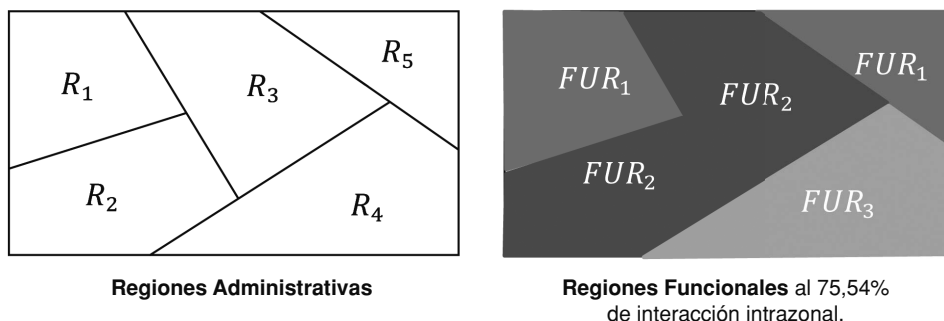 R₁
R₃
R₅
R₂
R₄
Regiones Administrativas
FUR₁
FUR₂
FUR₁
FUR₂
FUR₃
Regiones Funcionales al 75,54%
de interacción intrazonal.